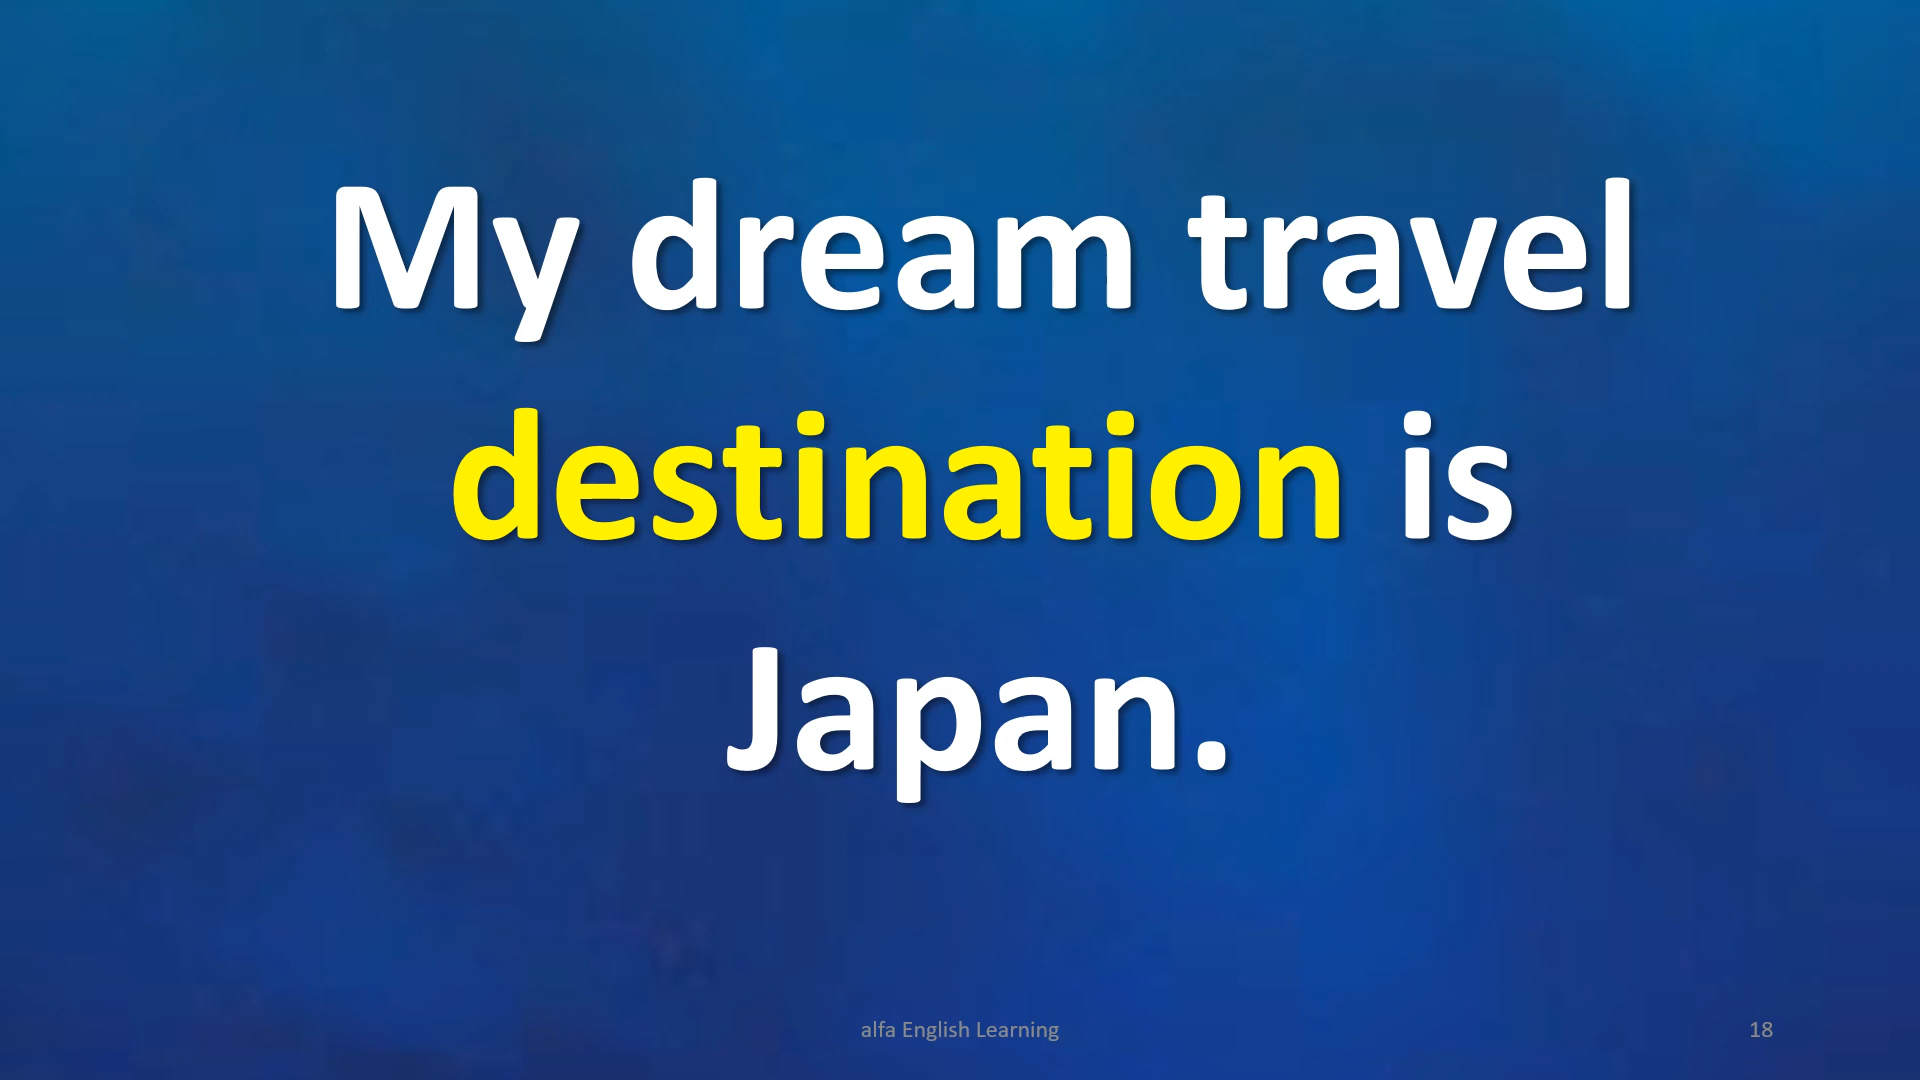 My dream travel
destination is
Japan.
alfa English Learning
18